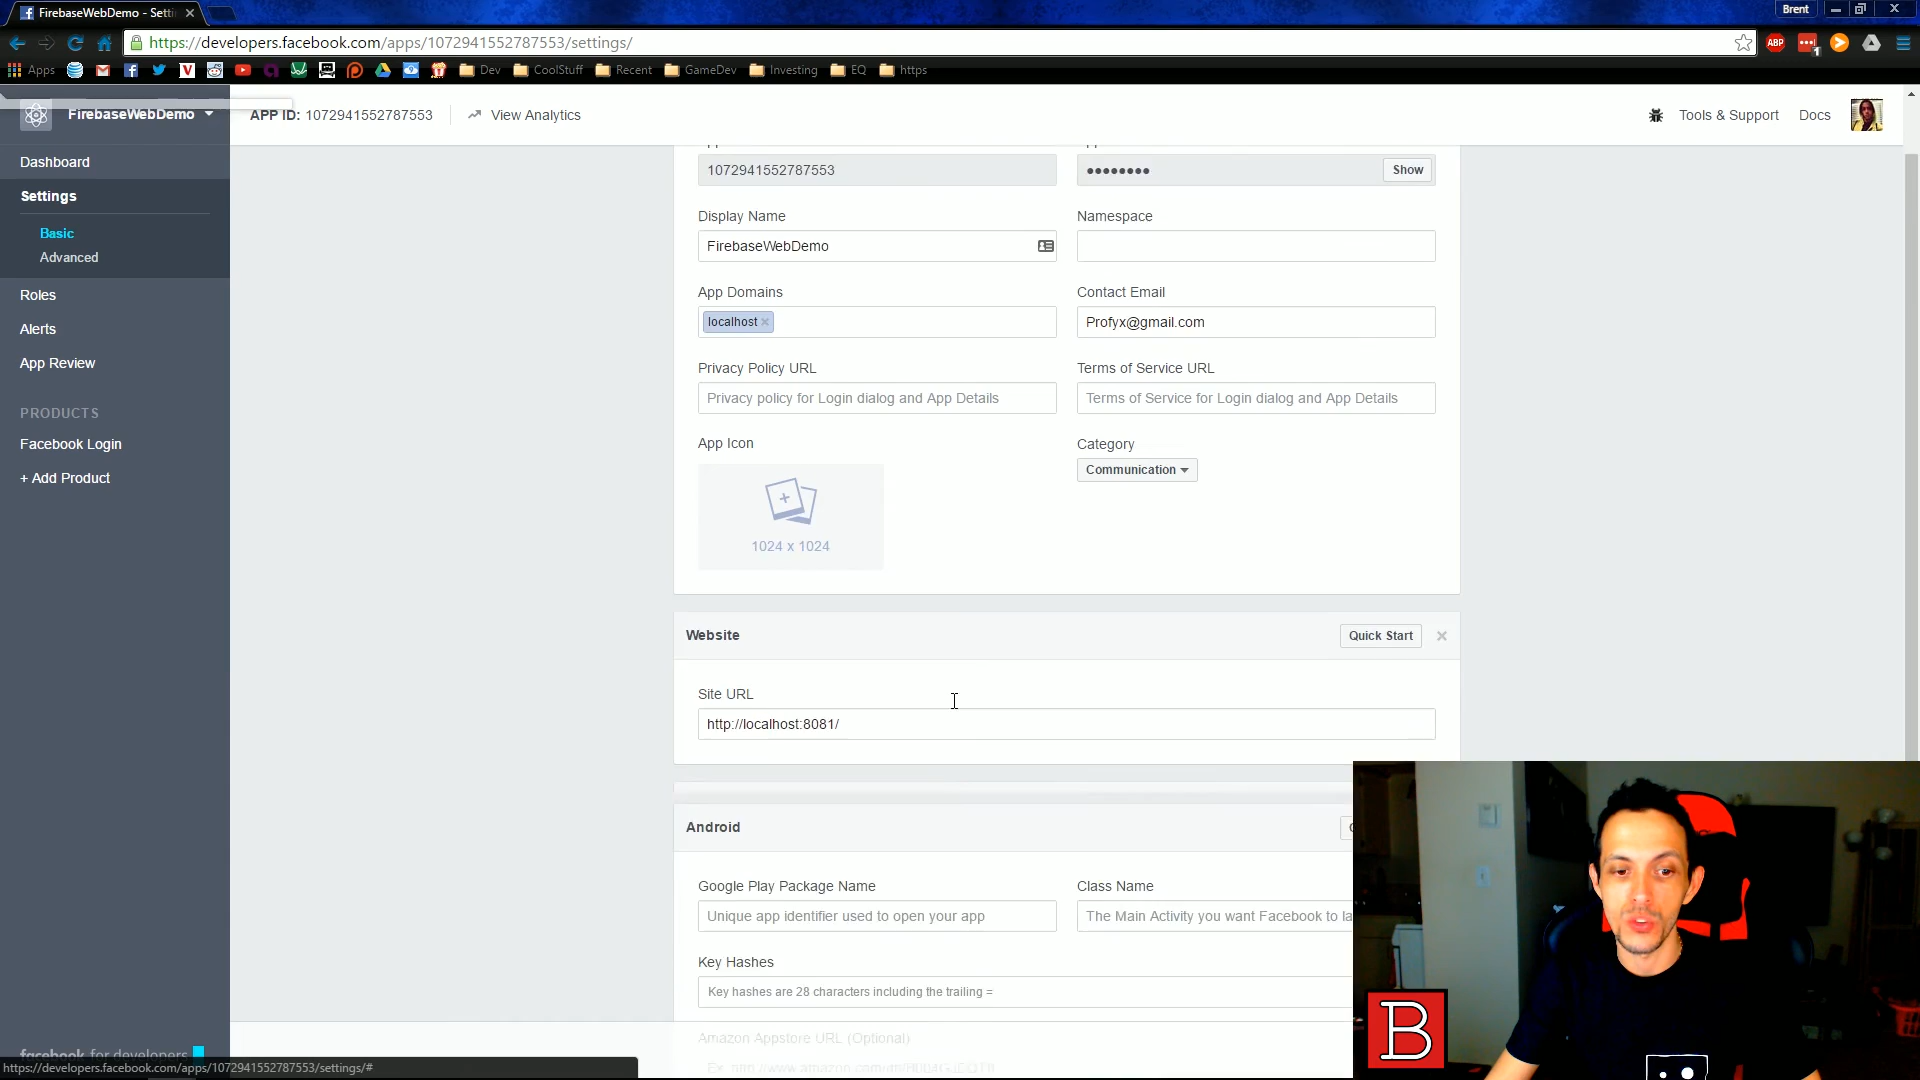 FirebaseWebDemo - Setti
Brent
https://developers.facebook.com/apps/1072941552787553/settings/
ABP
1
Apps
Dev
CoolStuff
Recent
GameDev
Investing
EQ
https
FirebaseWebDemo
APP ID: 1072941552787553
View Analytics
Tools & Support
Docs
Dashboard
Settings
Basic
Advanced
Roles
Alerts
App Review
PRODUCTS
Facebook Login
+ Add Product
1072941552787553
●●●●●●●●
Show
Display Name
Namespace
FirebaseWebDemo
App Domains
Contact Email
localhost
Profyx@gmail.com
Privacy Policy URL
Terms of Service URL
Privacy policy for Login dialog and App Details
Terms of Service for Login dialog and App Details
App Icon
Category
Communication
1024 x 1024
Website
Quick Start
Site URL
http://localhost:8081/
Android
Google Play Package Name
Class Name
Unique app identifier used to open your app
The Main Activity you want Facebook to la
Key Hashes
Key hashes are 28 characters including the trailing =
Amazon Appstore URL (Optional)
facebook for developers
https://developers.facebook.com/apps/1072941552787553/settings/#
B